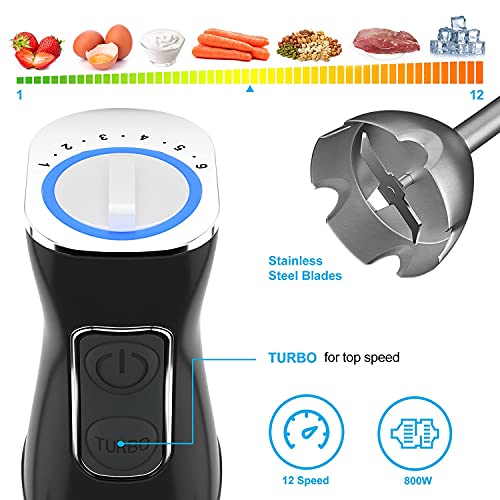 1 12
1 · 2 · 3 · 4 · 5 · 6
Stainless
Steel Blades
TURBO for top speed
TURBO
12 Speed
800W